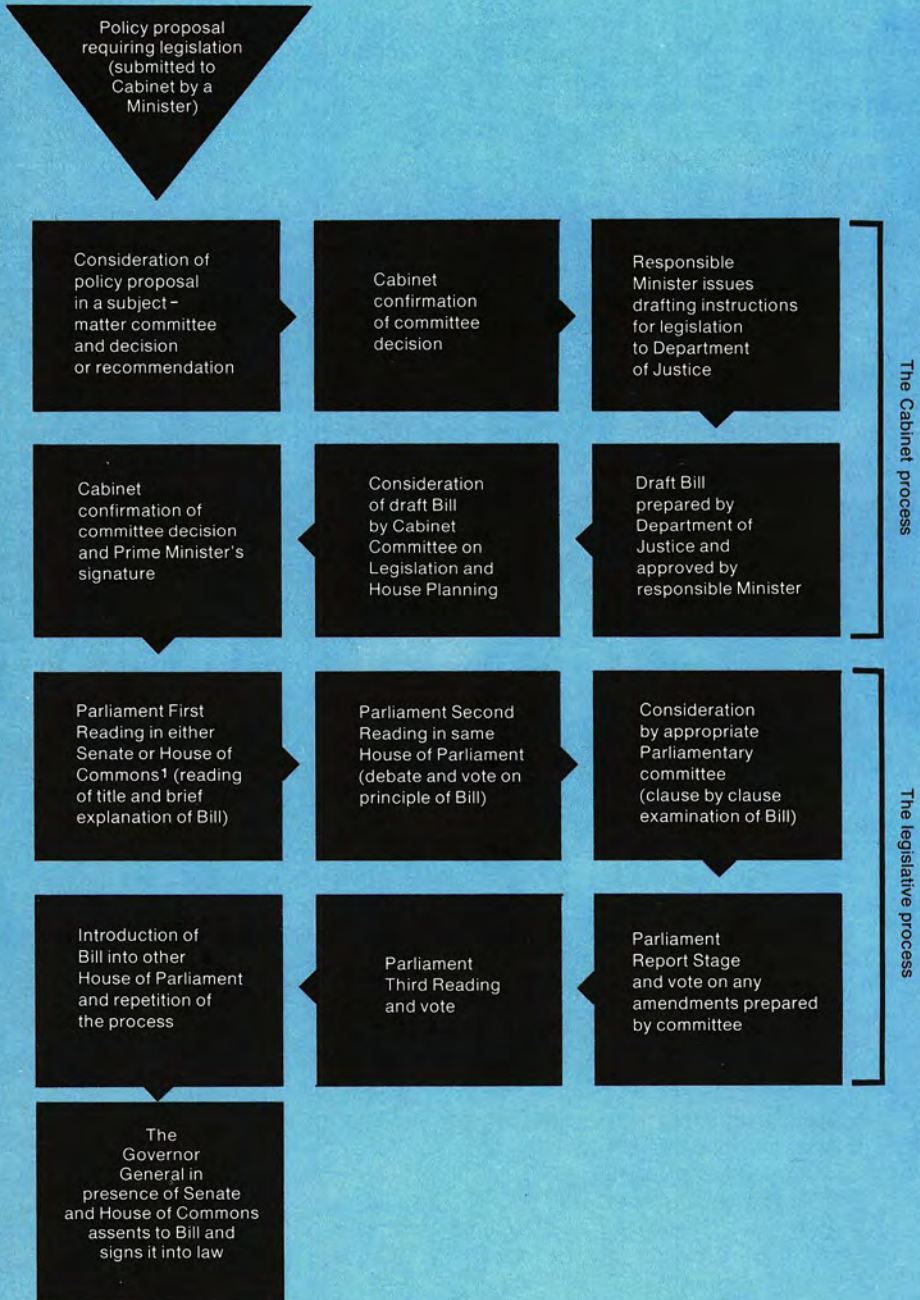 Policy proposal
requiring legislation
(submitted to
Cabinet by a
Minister)
Consideration of
policy proposal
in a subject-
matter committee
and decision
or recommendation
Cabinet
confirmation
of committee
decision
Responsible
Minister issues
drafting instructions
for legislation
to Department
of Justice
The Cabinet process
Draft Bill
prepared by
Department of
Justice and
approved by
responsible Minister
Consideration
of draft Bill
by Cabinet
Committee on
Legislation and
House Planning
Cabinet
confirmation of
committee decision
and Prime Minister's
signature
Parliament First
Reading in either
Senate or House of
Commons¹ (reading
of title and brief
explanation of Bill)
Parliament Second
Reading in same
House of Parliament
(debate and vote on
principle of Bill)
Consideration
by appropriate
Parliamentary
committee
(clause by clause
examination of Bill)
The legislative process
Parliament
Report Stage
and vote on any
amendments prepared
by committee
Parliament
Third Reading
and vote
Introduction of
Bill into other
House of Parliament
and repetition of
the process
The
Governor
General in
presence of Senate
and House of Commons
assents to Bill and
signs it into law